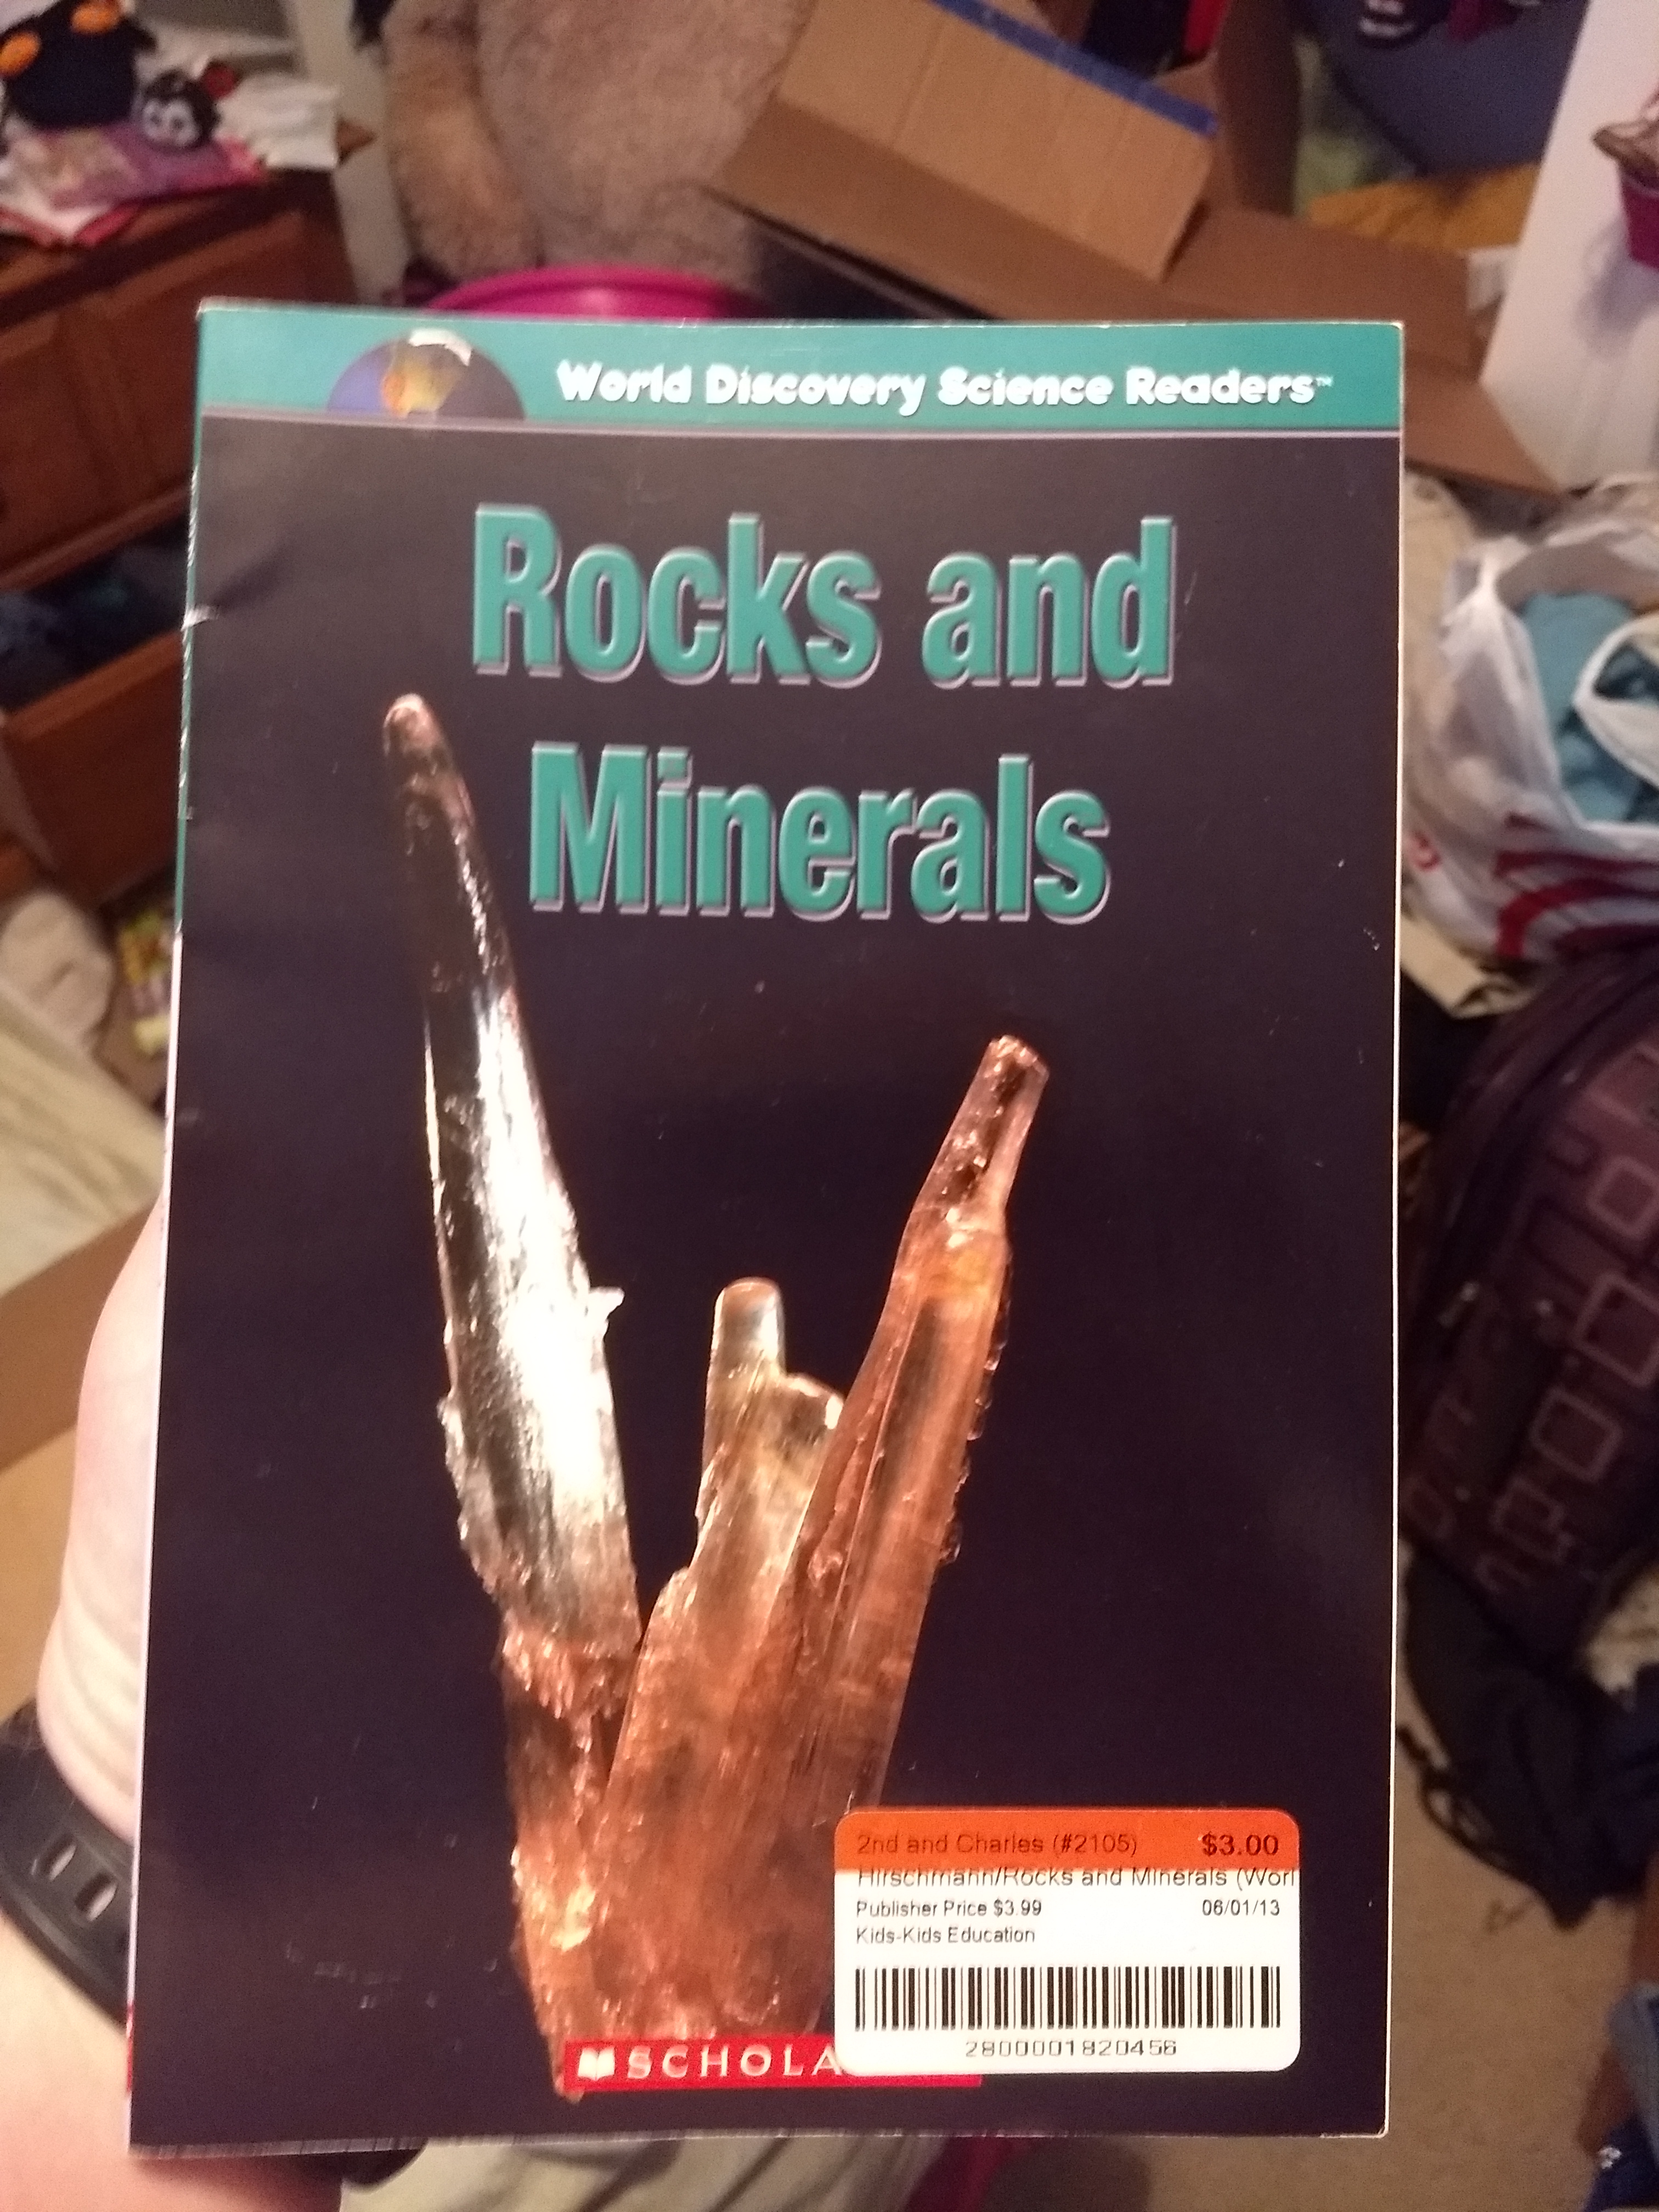 World Discovery Science Readers™
Rocks and
Minerals
2nd and Charles (#2105) $3.00
Hirschmann/Rocks and Minerals (Worl
Publisher Price $3.99 06/01/13
Kids-Kids Education
2800001820456
SCHOLA